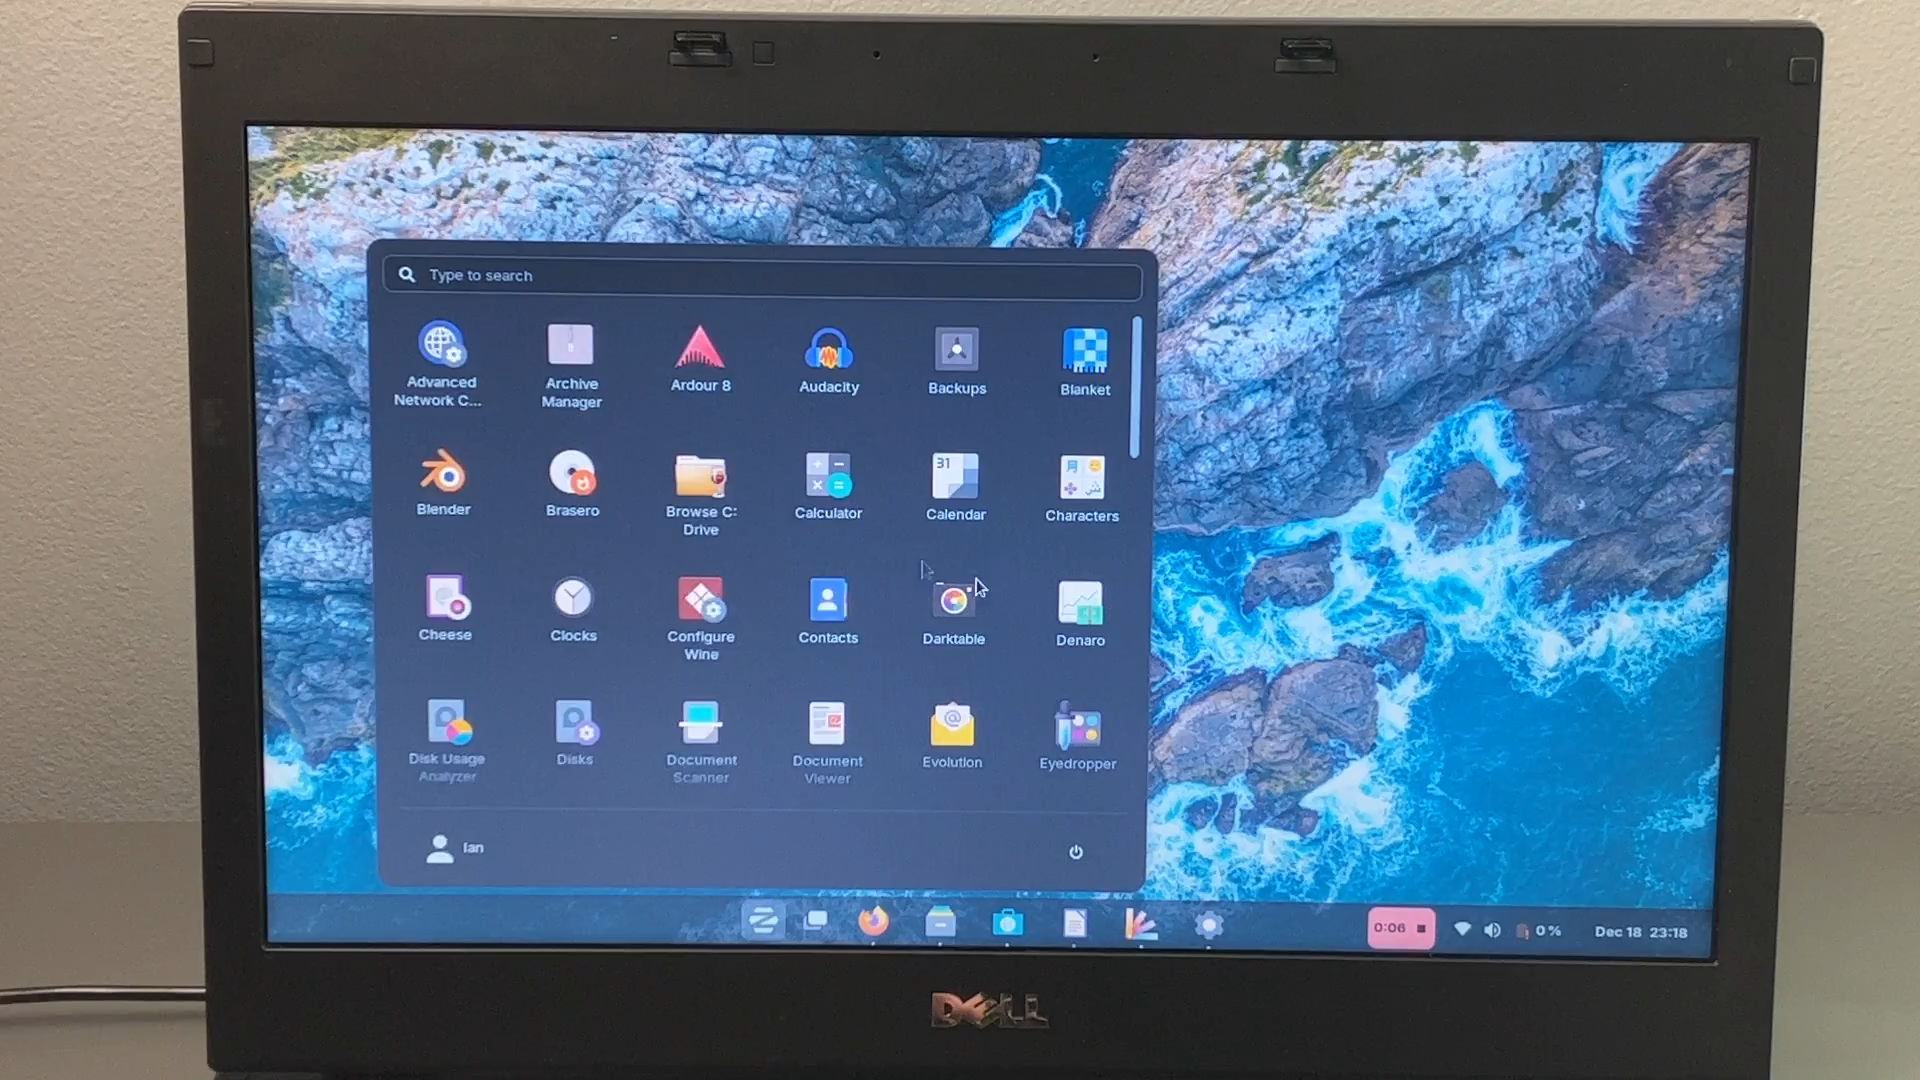 Type to search
Advanced
Network C...
Archive
Manager
Ardour 8
Audacity
Backups
Blanket
Blender
Brasero
Browse C:
Drive
Calculator
31
Calendar
Characters
Cheese
Clocks
Configure
Wine
Contacts
Darktable
Denaro
Disk Usage
Analyzer
Disks
Document
Scanner
Document
Viewer
@
Evolution
Eyedropper
Ian
0:06
0 %
Dec 18 23:18
DELL